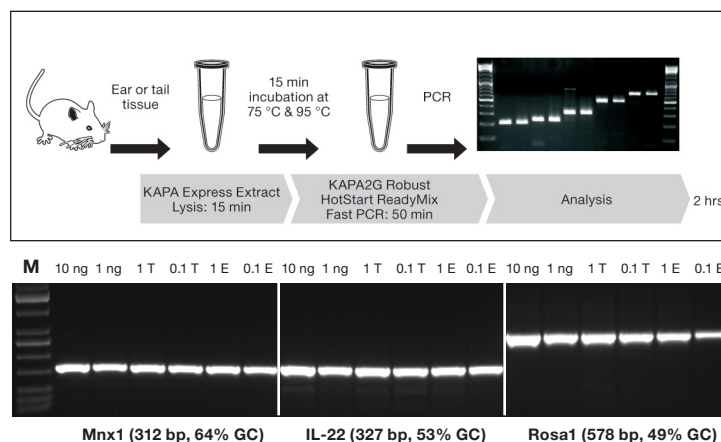 Ear or tail
tissue
15 min
incubation at
75 °C & 95 °C
PCR
KAPA Express Extract
Lysis: 15 min
KAPA2G Robust
HotStart ReadyMix
Fast PCR: 50 min
Analysis
2 hrs
M 10 ng 1 ng 1 T 0.1 T 1 E 0.1 E 10 ng 1 ng 1 T 0.1 T 1 E 0.1 E 10 ng 1 ng 1 T 0.1 T 1 E 0.1 E
Mnx1 (312 bp, 64% GC) IL-22 (327 bp, 53% GC) Rosa1 (578 bp, 49% GC)